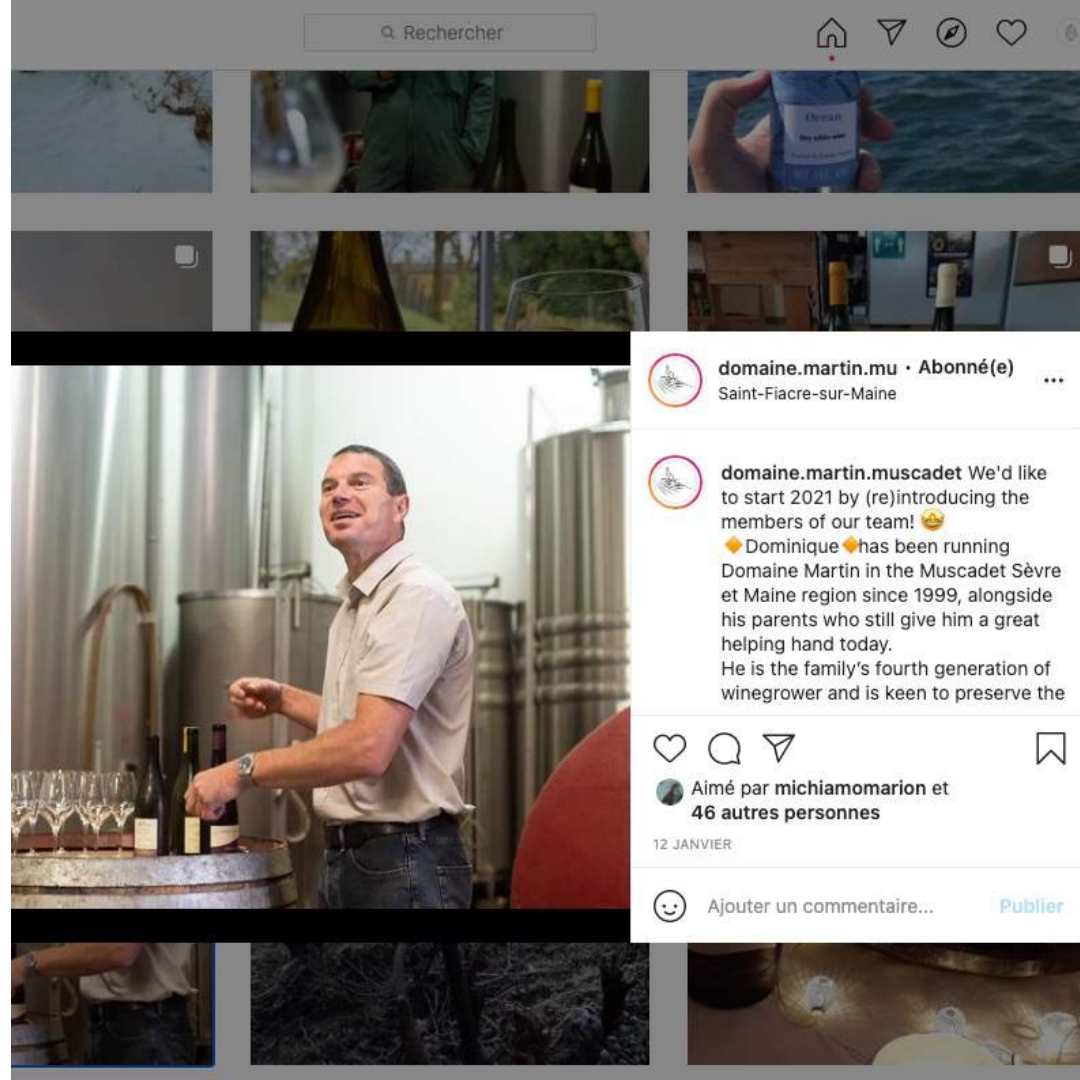 Rechercher
Ocean
Dry white wine
domaine.martin.mu • Abonné(e)
Saint-Fiacre-sur-Maine
domaine.martin.muscadet We'd like
to start 2021 by (re)introducing the
members of our team! 🤩
🔶Dominique🔶has been running
Domaine Martin in the Muscadet Sèvre
et Maine region since 1999, alongside
his parents who still give him a great
helping hand today.
He is the family's fourth generation of
winegrower and is keen to preserve the
Aimé par michiamomarion et
46 autres personnes
12 JANVIER
Ajouter un commentaire...
Publier